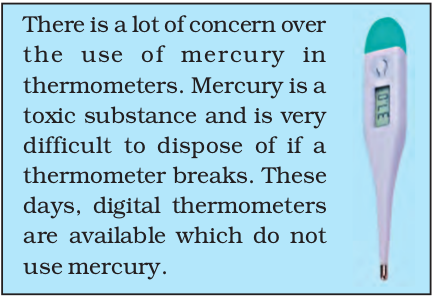 There is a lot of concern over
the use of mercury in
thermometers. Mercury is a
toxic substance and is very
difficult to dispose of if a
thermometer breaks. These
days, digital thermometers
are available which do not
use mercury.